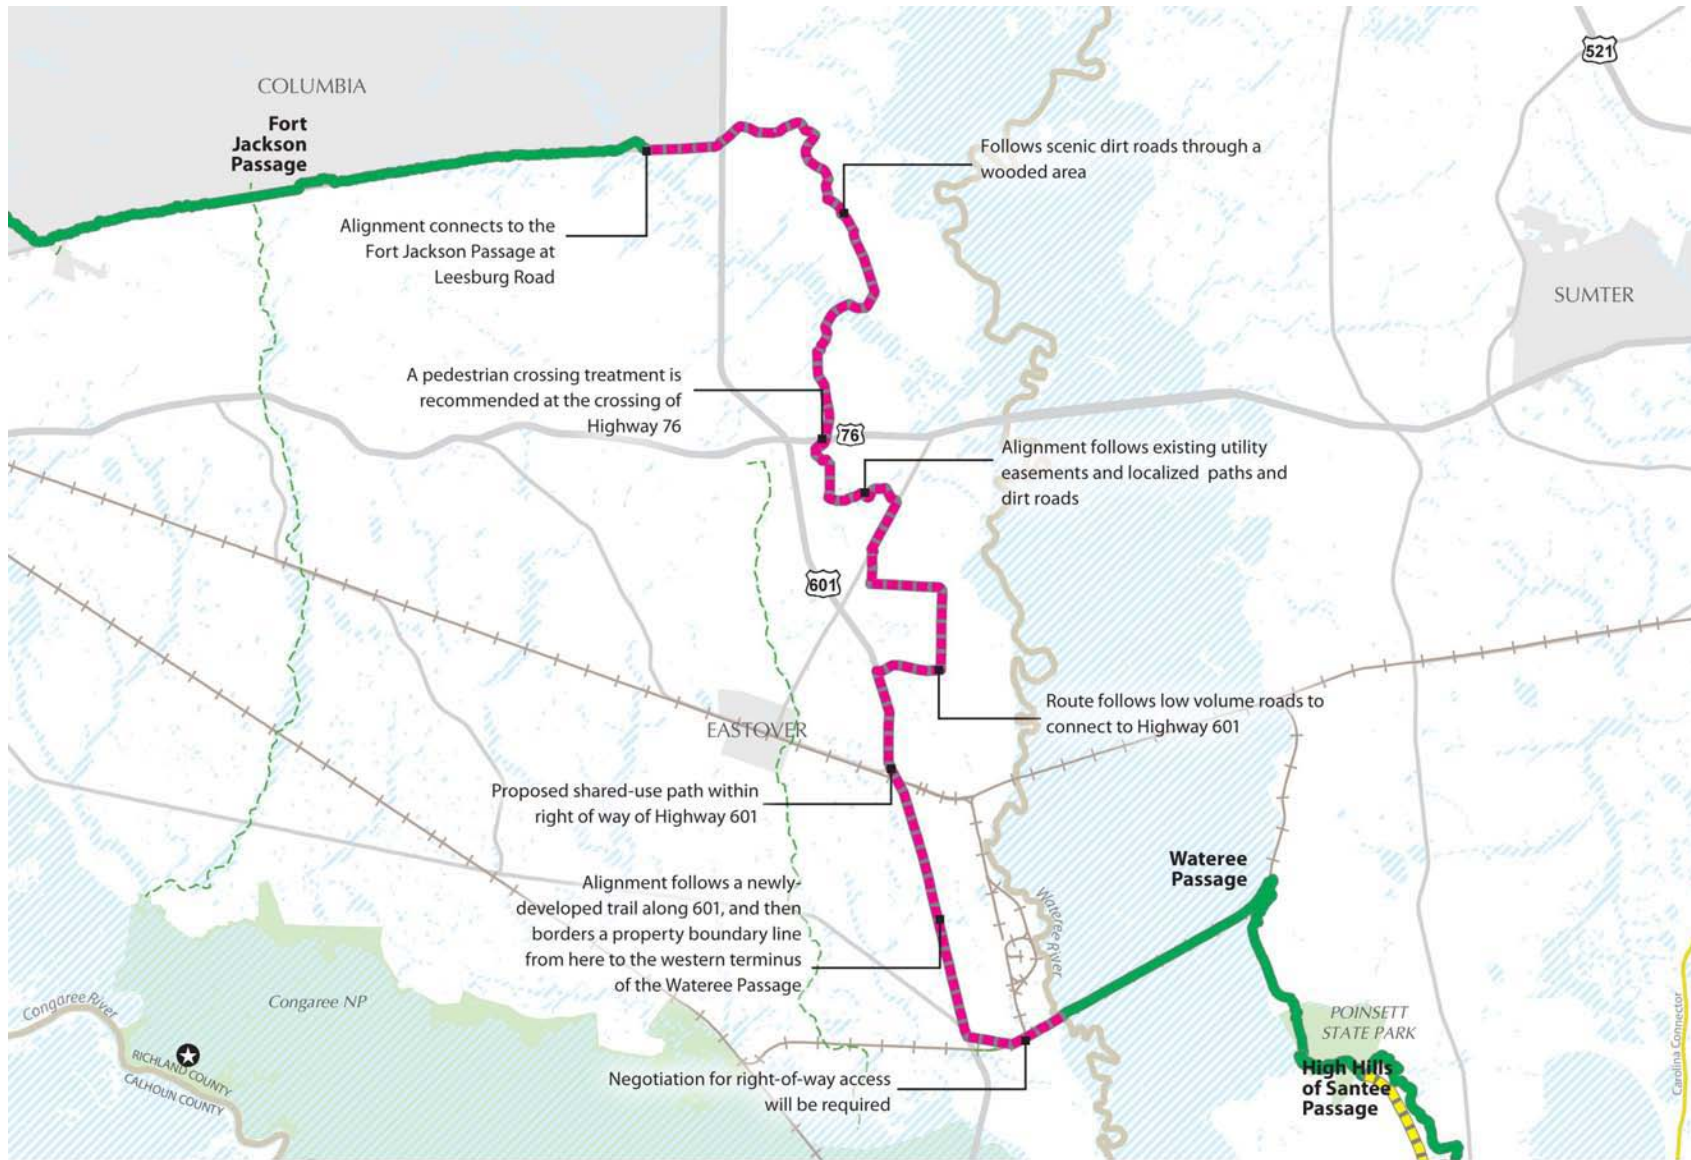 521
COLUMBIA
Fort
Jackson
Passage
Follows scenic dirt roads through a
wooded area
Alignment connects to the
Fort Jackson Passage at
Leesburg Road
SUMTER
A pedestrian crossing treatment is
recommended at the crossing of
Highway 76
76
Alignment follows existing utility
easements and localized paths and
dirt roads
601
Route follows low volume roads to
connect to Highway 601
EASTOVER
Proposed shared-use path within
right of way of Highway 601
Wateree
Passage
Alignment follows a newly-
developed trail along 601, and then
borders a property boundary line
from here to the western terminus
of the Wateree Passage
Wateree River
Congaree River
Congaree NP
POINSETT
STATE PARK
Carolina Connector
RICHLAND COUNTY
CALHOUN COUNTY
High Hills
of Santee
Passage
Negotiation for right-of-way access
will be required